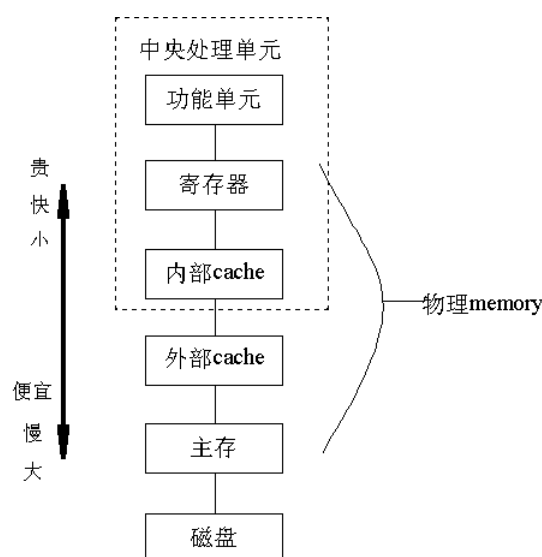 中央处理单元
功能单元
贵
快
小
寄存器
内部cache
物理memory
外部cache
便宜
慢
大
主存
磁盘